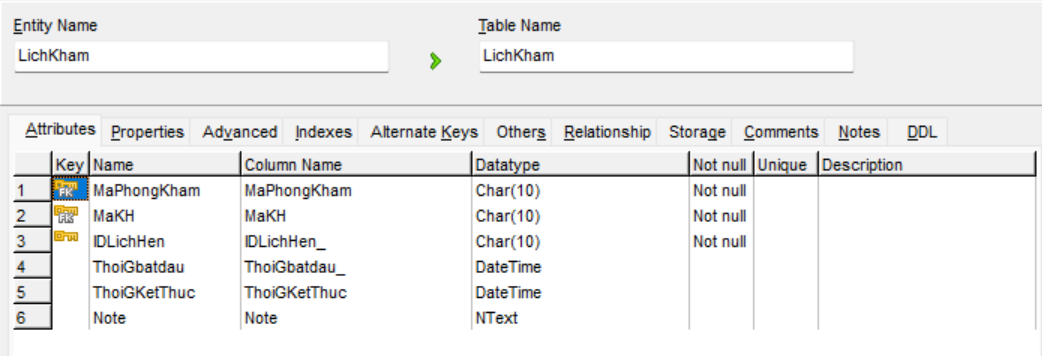 Entity Name Table Name
LichKham LichKham
Attributes Properties Advanced Indexes Alternate Keys Others Relationship Storage Comments Notes DDL
Key Name Column Name Datatype Not null Unique Description
1 FK MaPhongKham MaPhongKham Char(10) Not null
2 FK MaKH MaKH Char(10) Not null
3 IDLichHen IDLichHen_ Char(10) Not null
4 ThoiGbatdau ThoiGbatdau_ DateTime
5 ThoiGKetThuc ThoiGKetThuc DateTime
6 Note Note NText